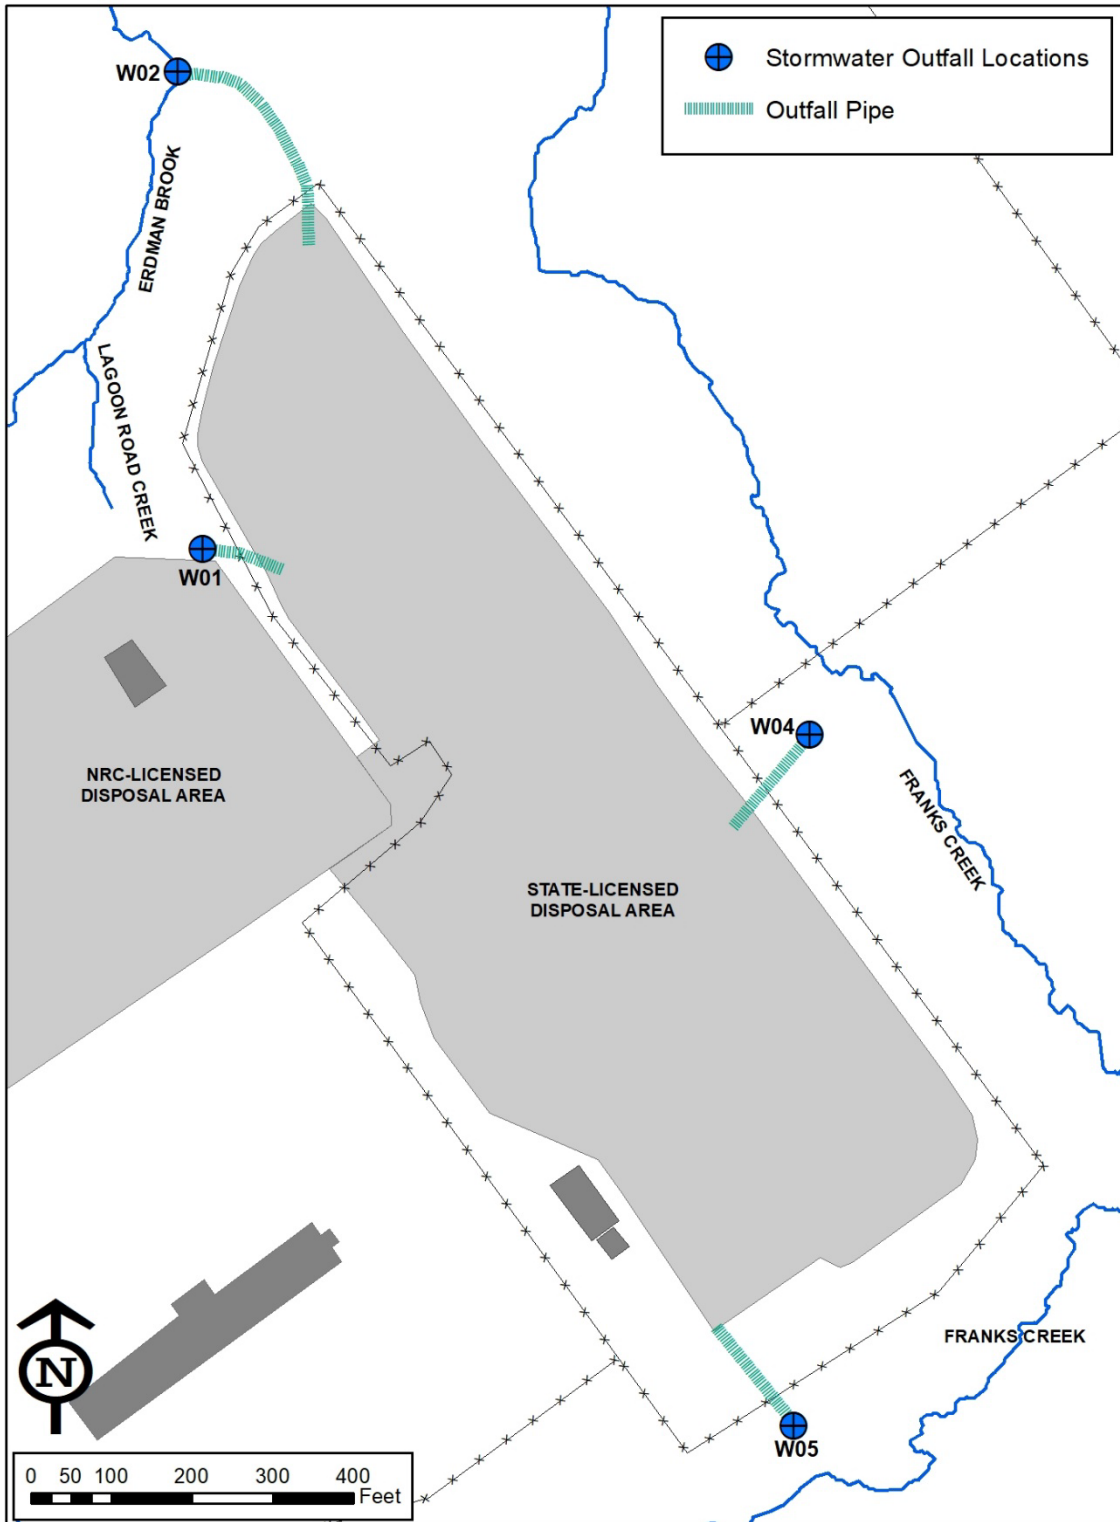 W02
Stormwater Outfall Locations
Outfall Pipe
ERDMAN BROOK
LAGOON ROAD CREEK
W01
NRC-LICENSED
DISPOSAL AREA
W04
FRANKS CREEK
STATE-LICENSED
DISPOSAL AREA
FRANKS CREEK
W05
N
0 50 100 200 300 400
Feet